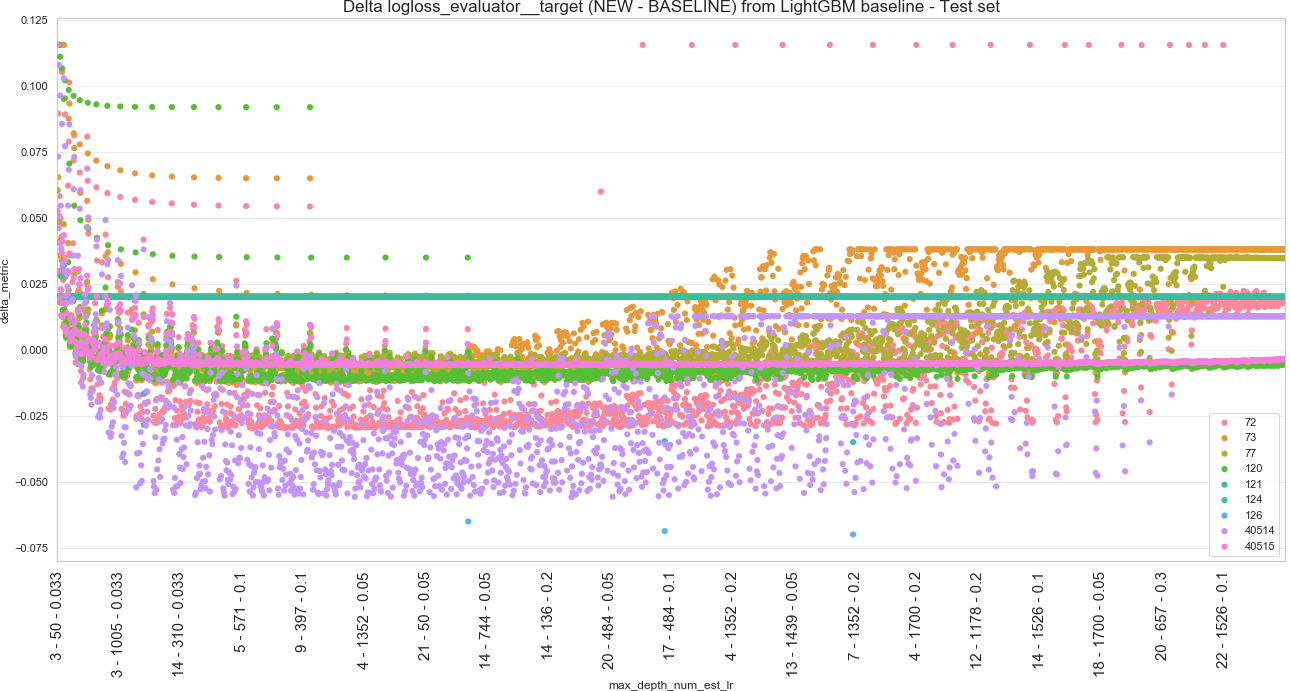 Delta logloss_evaluator__target (NEW - BASELINE) from LightGBM baseline - Test set
0.125
0.100
0.075
0.050
0.025
0.000
−0.025
−0.050
−0.075
delta_metric
72
73
77
120
121
124
126
40514
40515
3 - 50 - 0.033
3 - 1005 - 0.033
14 - 310 - 0.033
5 - 571 - 0.1
9 - 397 - 0.1
4 - 1352 - 0.05
21 - 50 - 0.05
14 - 744 - 0.05
14 - 136 - 0.2
20 - 484 - 0.05
17 - 484 - 0.1
4 - 1352 - 0.2
13 - 1439 - 0.05
7 - 1352 - 0.2
4 - 1700 - 0.2
12 - 1178 - 0.2
14 - 1526 - 0.1
18 - 1700 - 0.05
20 - 657 - 0.3
22 - 1526 - 0.1
max_depth_num_est_lr